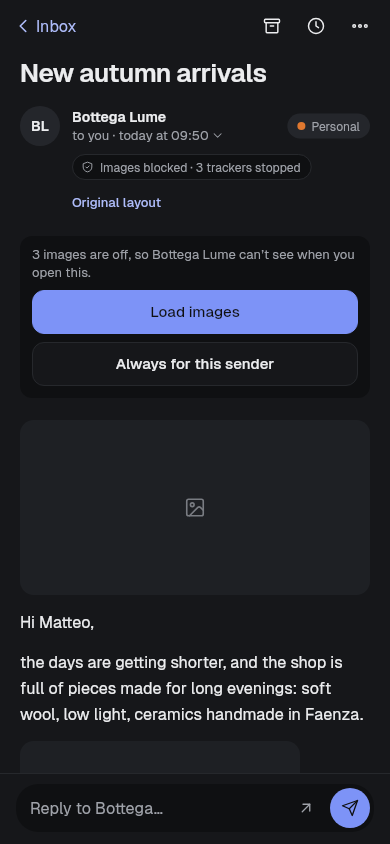 Inbox
New autumn arrivals
BL
Bottega Lume
to you · today at 09:50
Personal
Images blocked · 3 trackers stopped
Original layout
3 images are off, so Bottega Lume can’t see when you
open this.
Load images
Always for this sender
Hi Matteo,
the days are getting shorter, and the shop is
full of pieces made for long evenings: soft
wool, low light, ceramics handmade in Faenza.
Reply to Bottega…